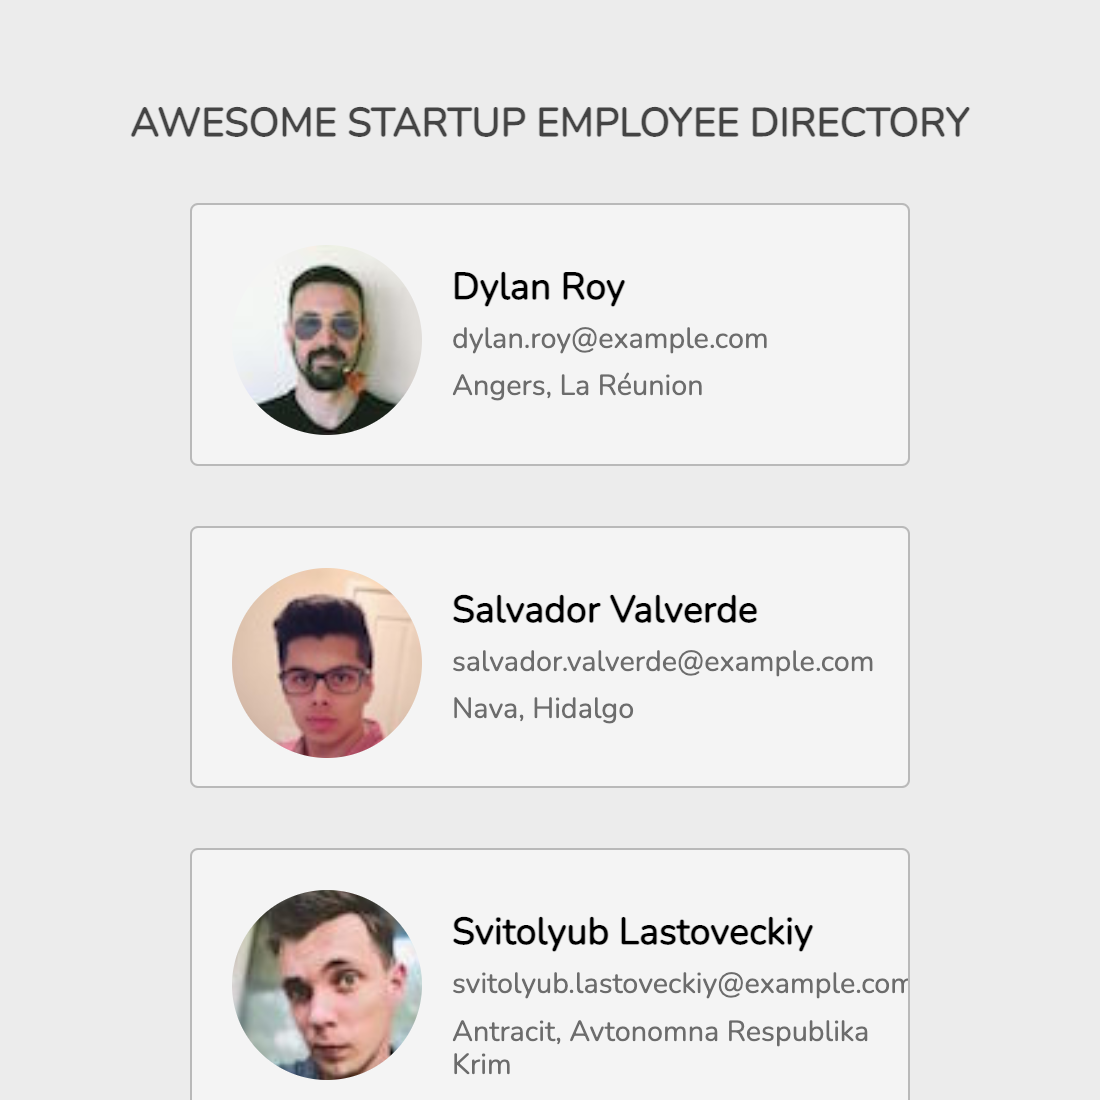 AWESOME STARTUP EMPLOYEE DIRECTORY
Dylan Roy
dylan.roy@example.com
Angers, La Réunion
Salvador Valverde
salvador.valverde@example.com
Nava, Hidalgo
Svitolyub Lastoveckiy
svitolyub.lastoveckiy@example.com
Antracit, Avtonomna Respublika
Krim